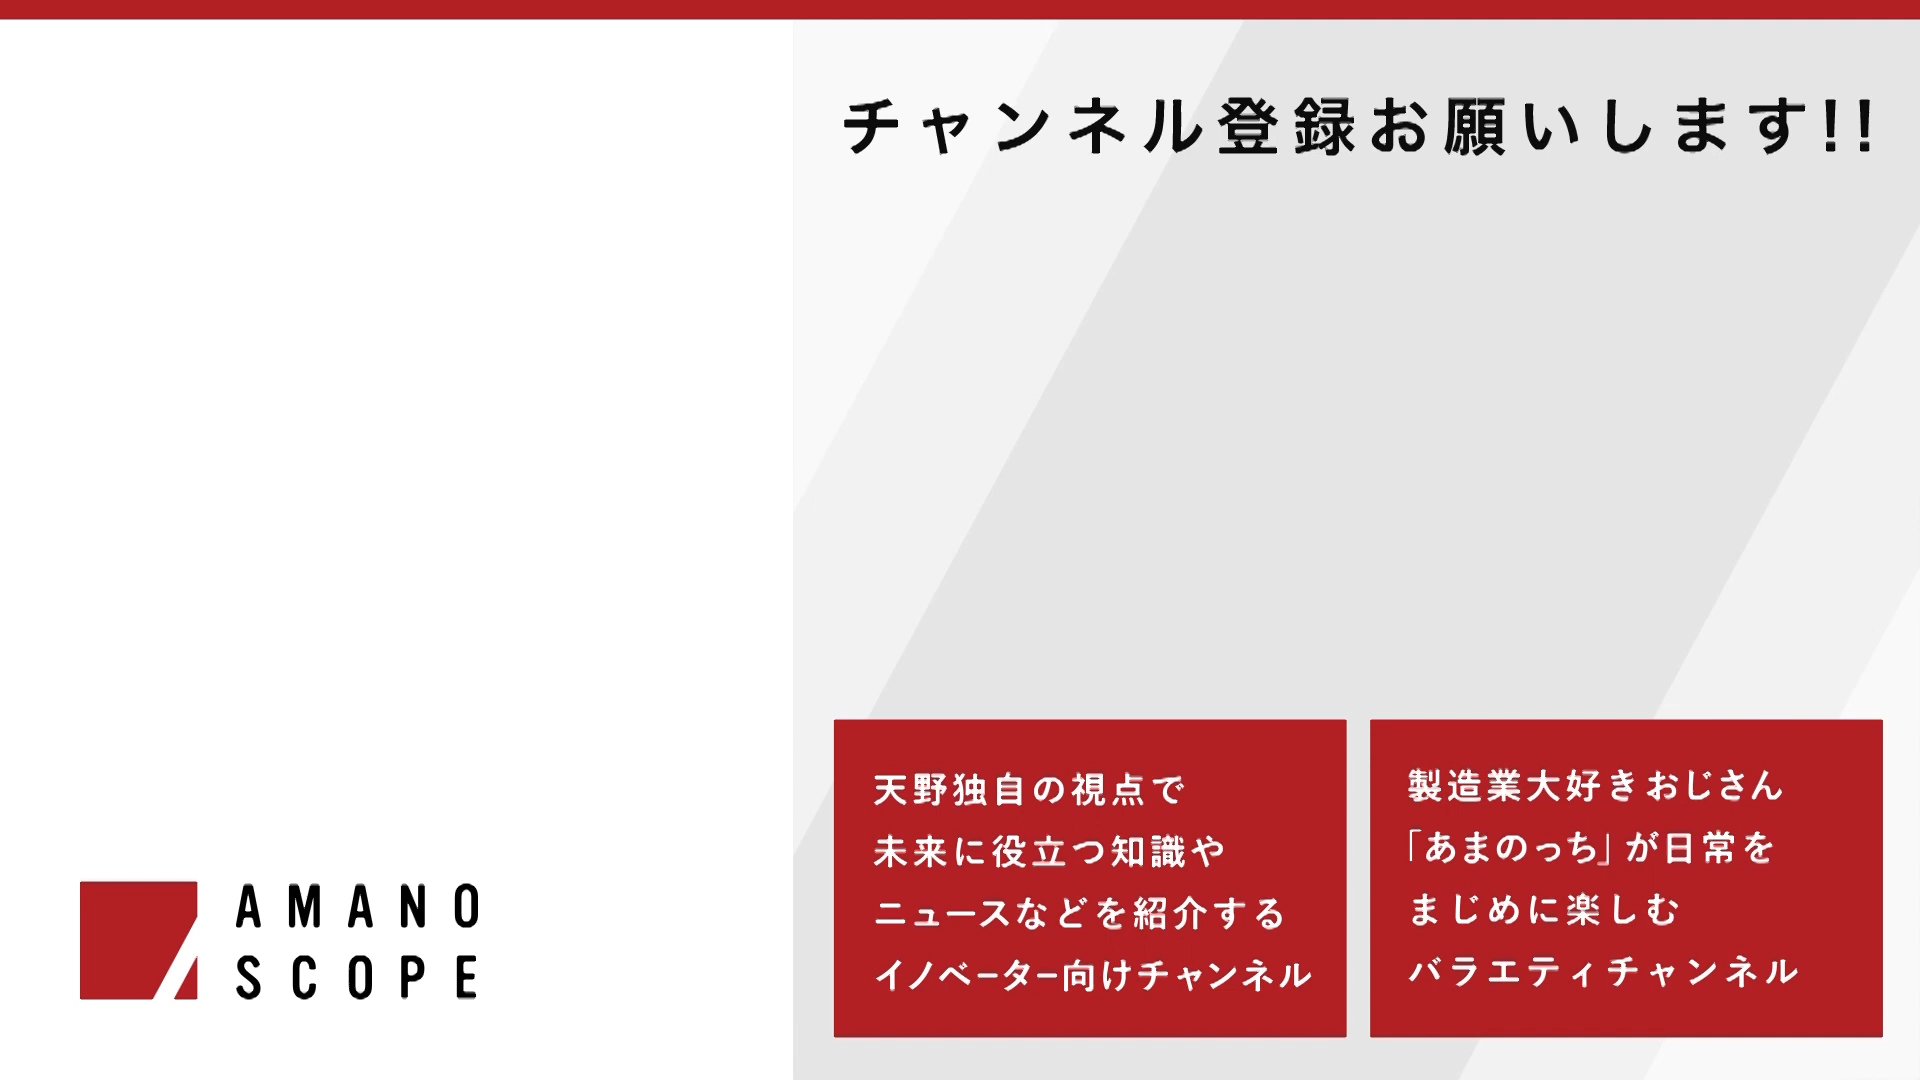 チャンネル登録お願いします!!
天野独自の視点で
未来に役立つ知識や
ニュースなどを紹介する
イノベーター向けチャンネル
製造業大好きおじさん
「あまのっち」が日常を
まじめに楽しむ
バラエティチャンネル
AMANO
SCOPE